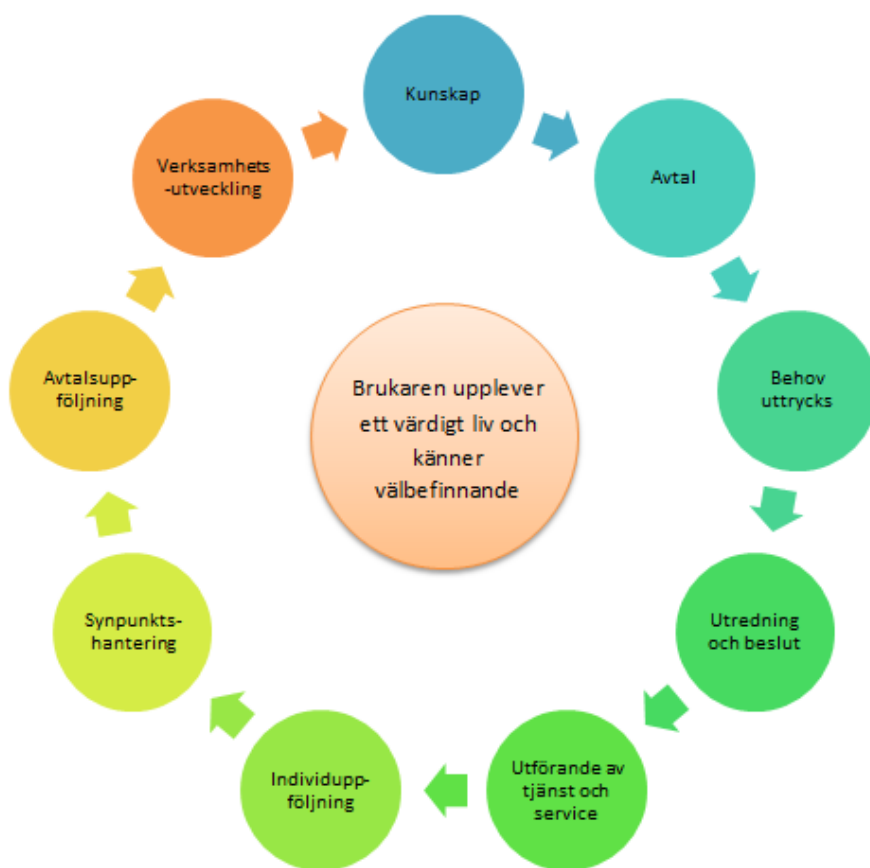 Kunskap
Avtal
Behov
uttrycks
Utredning
och beslut
Utförande av
tjänst och
service
Individupp-
följning
Synpunkts-
hantering
Avtalsupp-
följning
Verksamhets
-utveckling
Brukaren upplever
ett värdigt liv och
känner
välbefinnande